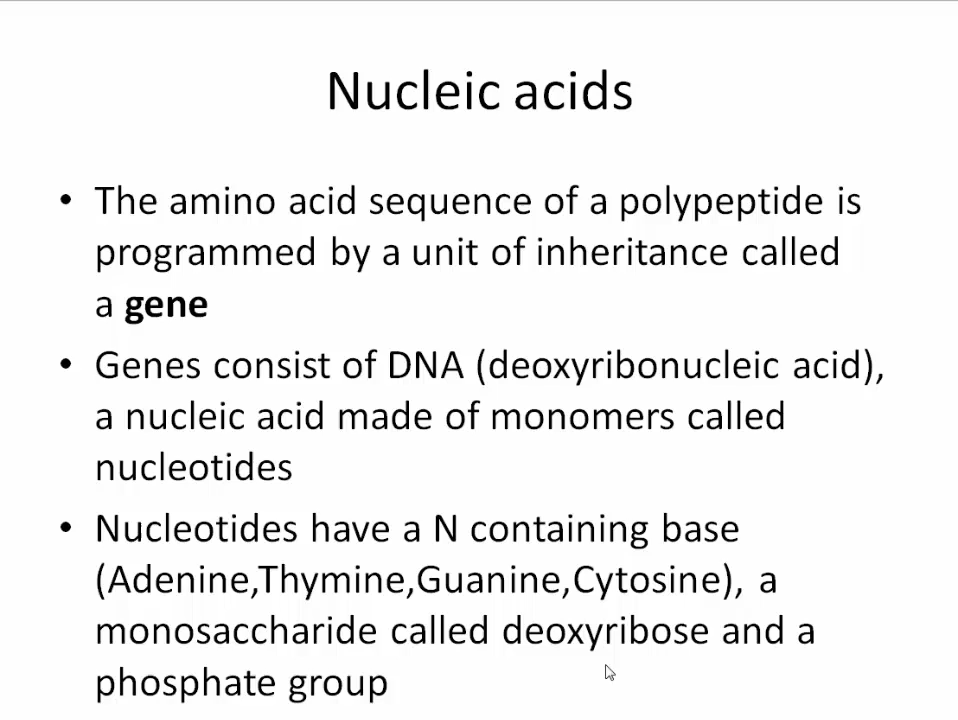 Nucleic acids
• The amino acid sequence of a polypeptide is
programmed by a unit of inheritance called
a gene
• Genes consist of DNA (deoxyribonucleic acid),
a nucleic acid made of monomers called
nucleotides
• Nucleotides have a N containing base
(Adenine,Thymine,Guanine,Cytosine), a
monosaccharide called deoxyribose and a
phosphate group